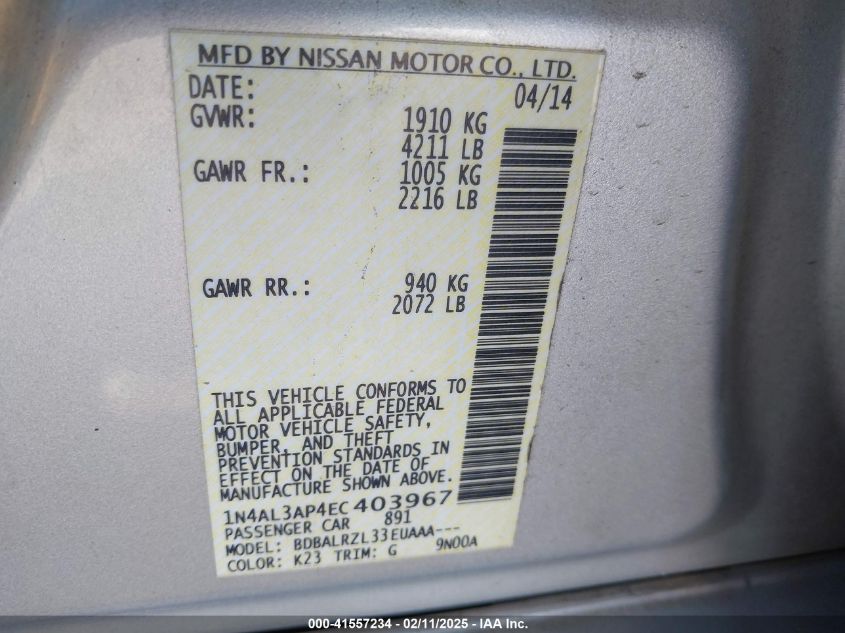 MFD BY NISSAN MOTOR CO., LTD.
DATE: 04/14
GVWR: 1910 KG
4211 LB
GAWR FR.: 1005 KG
2216 LB
GAWR RR.: 940 KG
2072 LB
THIS VEHICLE CONFORMS TO
ALL APPLICABLE FEDERAL
MOTOR VEHICLE SAFETY,
BUMPER, AND THEFT
PREVENTION STANDARDS IN
EFFECT ON THE DATE OF
MANUFACTURE SHOWN ABOVE.
1N4AL3AP4EC403967
PASSENGER CAR 891
MODEL: BDBALRZL33EUAAA---
COLOR: K23 TRIM: G 9N00A
000-41557234 - 02/11/2025 - IAA Inc.